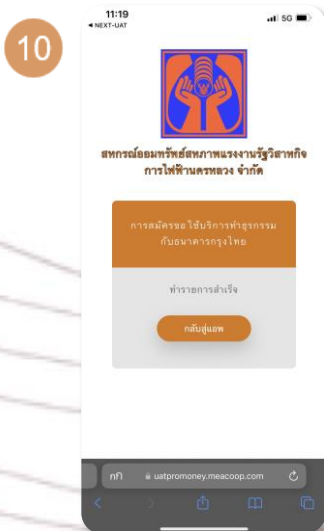 10
11:19
5G
◀ NEXT-UAT
สหกรณ์ออมทรัพย์สหภาพแรงงานรัฐวิสาหกิจ
การไฟฟ้านครหลวง จำกัด
การสมัครขอใช้บริการทำธุรกรรม
กับธนาคารกรุงไทย
ทำรายการสำเร็จ
กลับสู่แอพ
กกา uatpromoney.meacoop.com